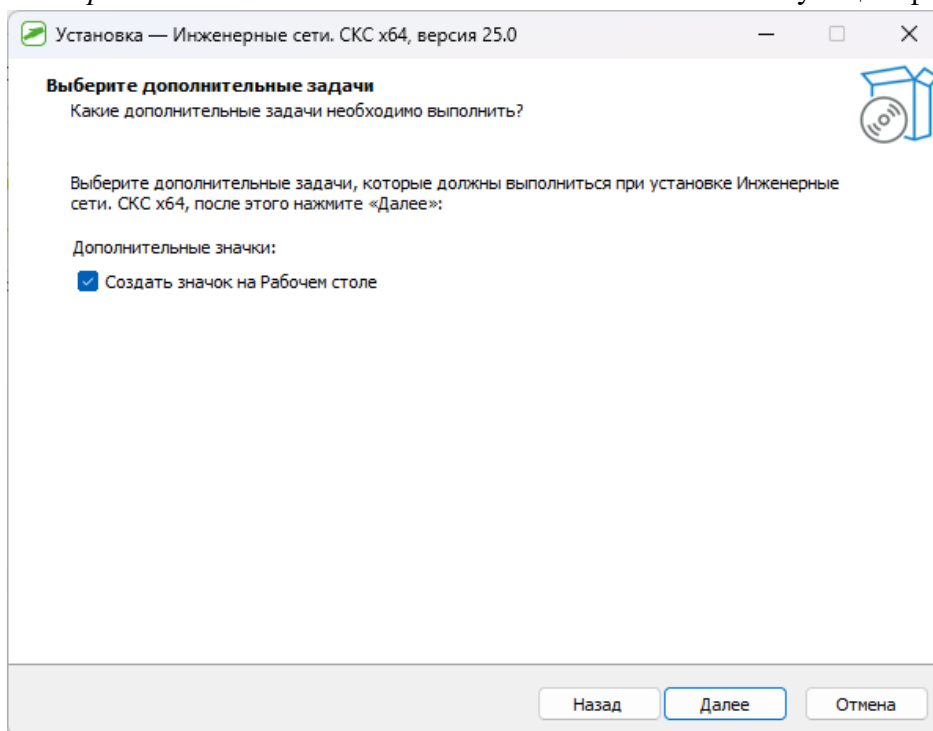 Установка — Инженерные сети. СКС x64, версия 25.0
Выберите дополнительные задачи
Какие дополнительные задачи необходимо выполнить?
Выберите дополнительные задачи, которые должны выполниться при установке Инженерные
сети. СКС x64, после этого нажмите «Далее»:
Дополнительные значки:
Создать значок на Рабочем столе
Назад Далее Отмена